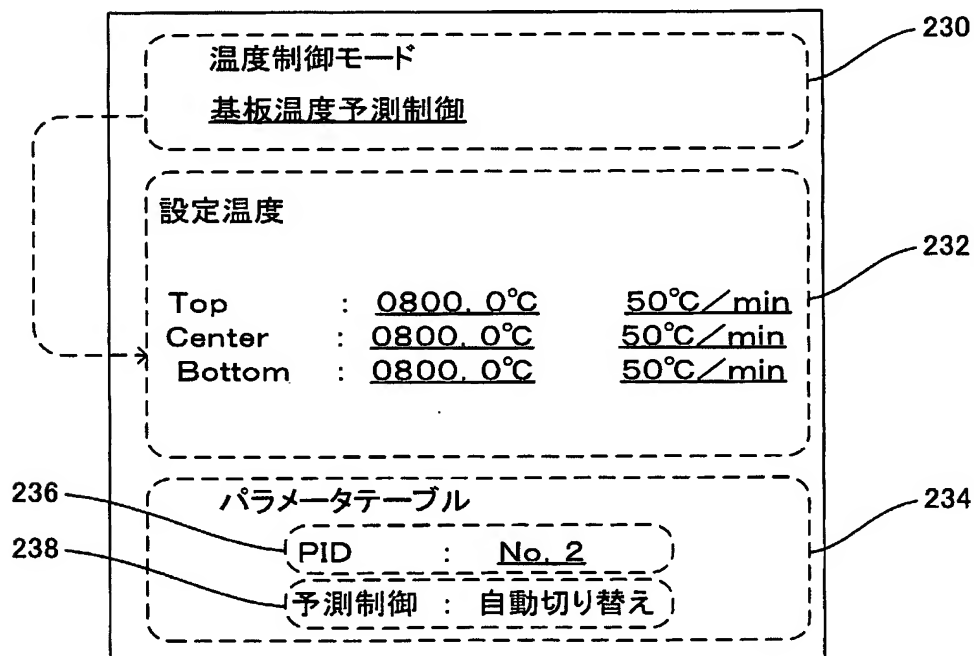 温度制御モード
230
基板温度予測制御
設定温度
232
Top : 0800. 0℃ 50℃／min
Center : 0800. 0℃ 50℃／min
Bottom : 0800. 0℃ 50℃／min
パラメータテーブル
234
236
PID : No. 2
238
予測制御 : 自動切り替え